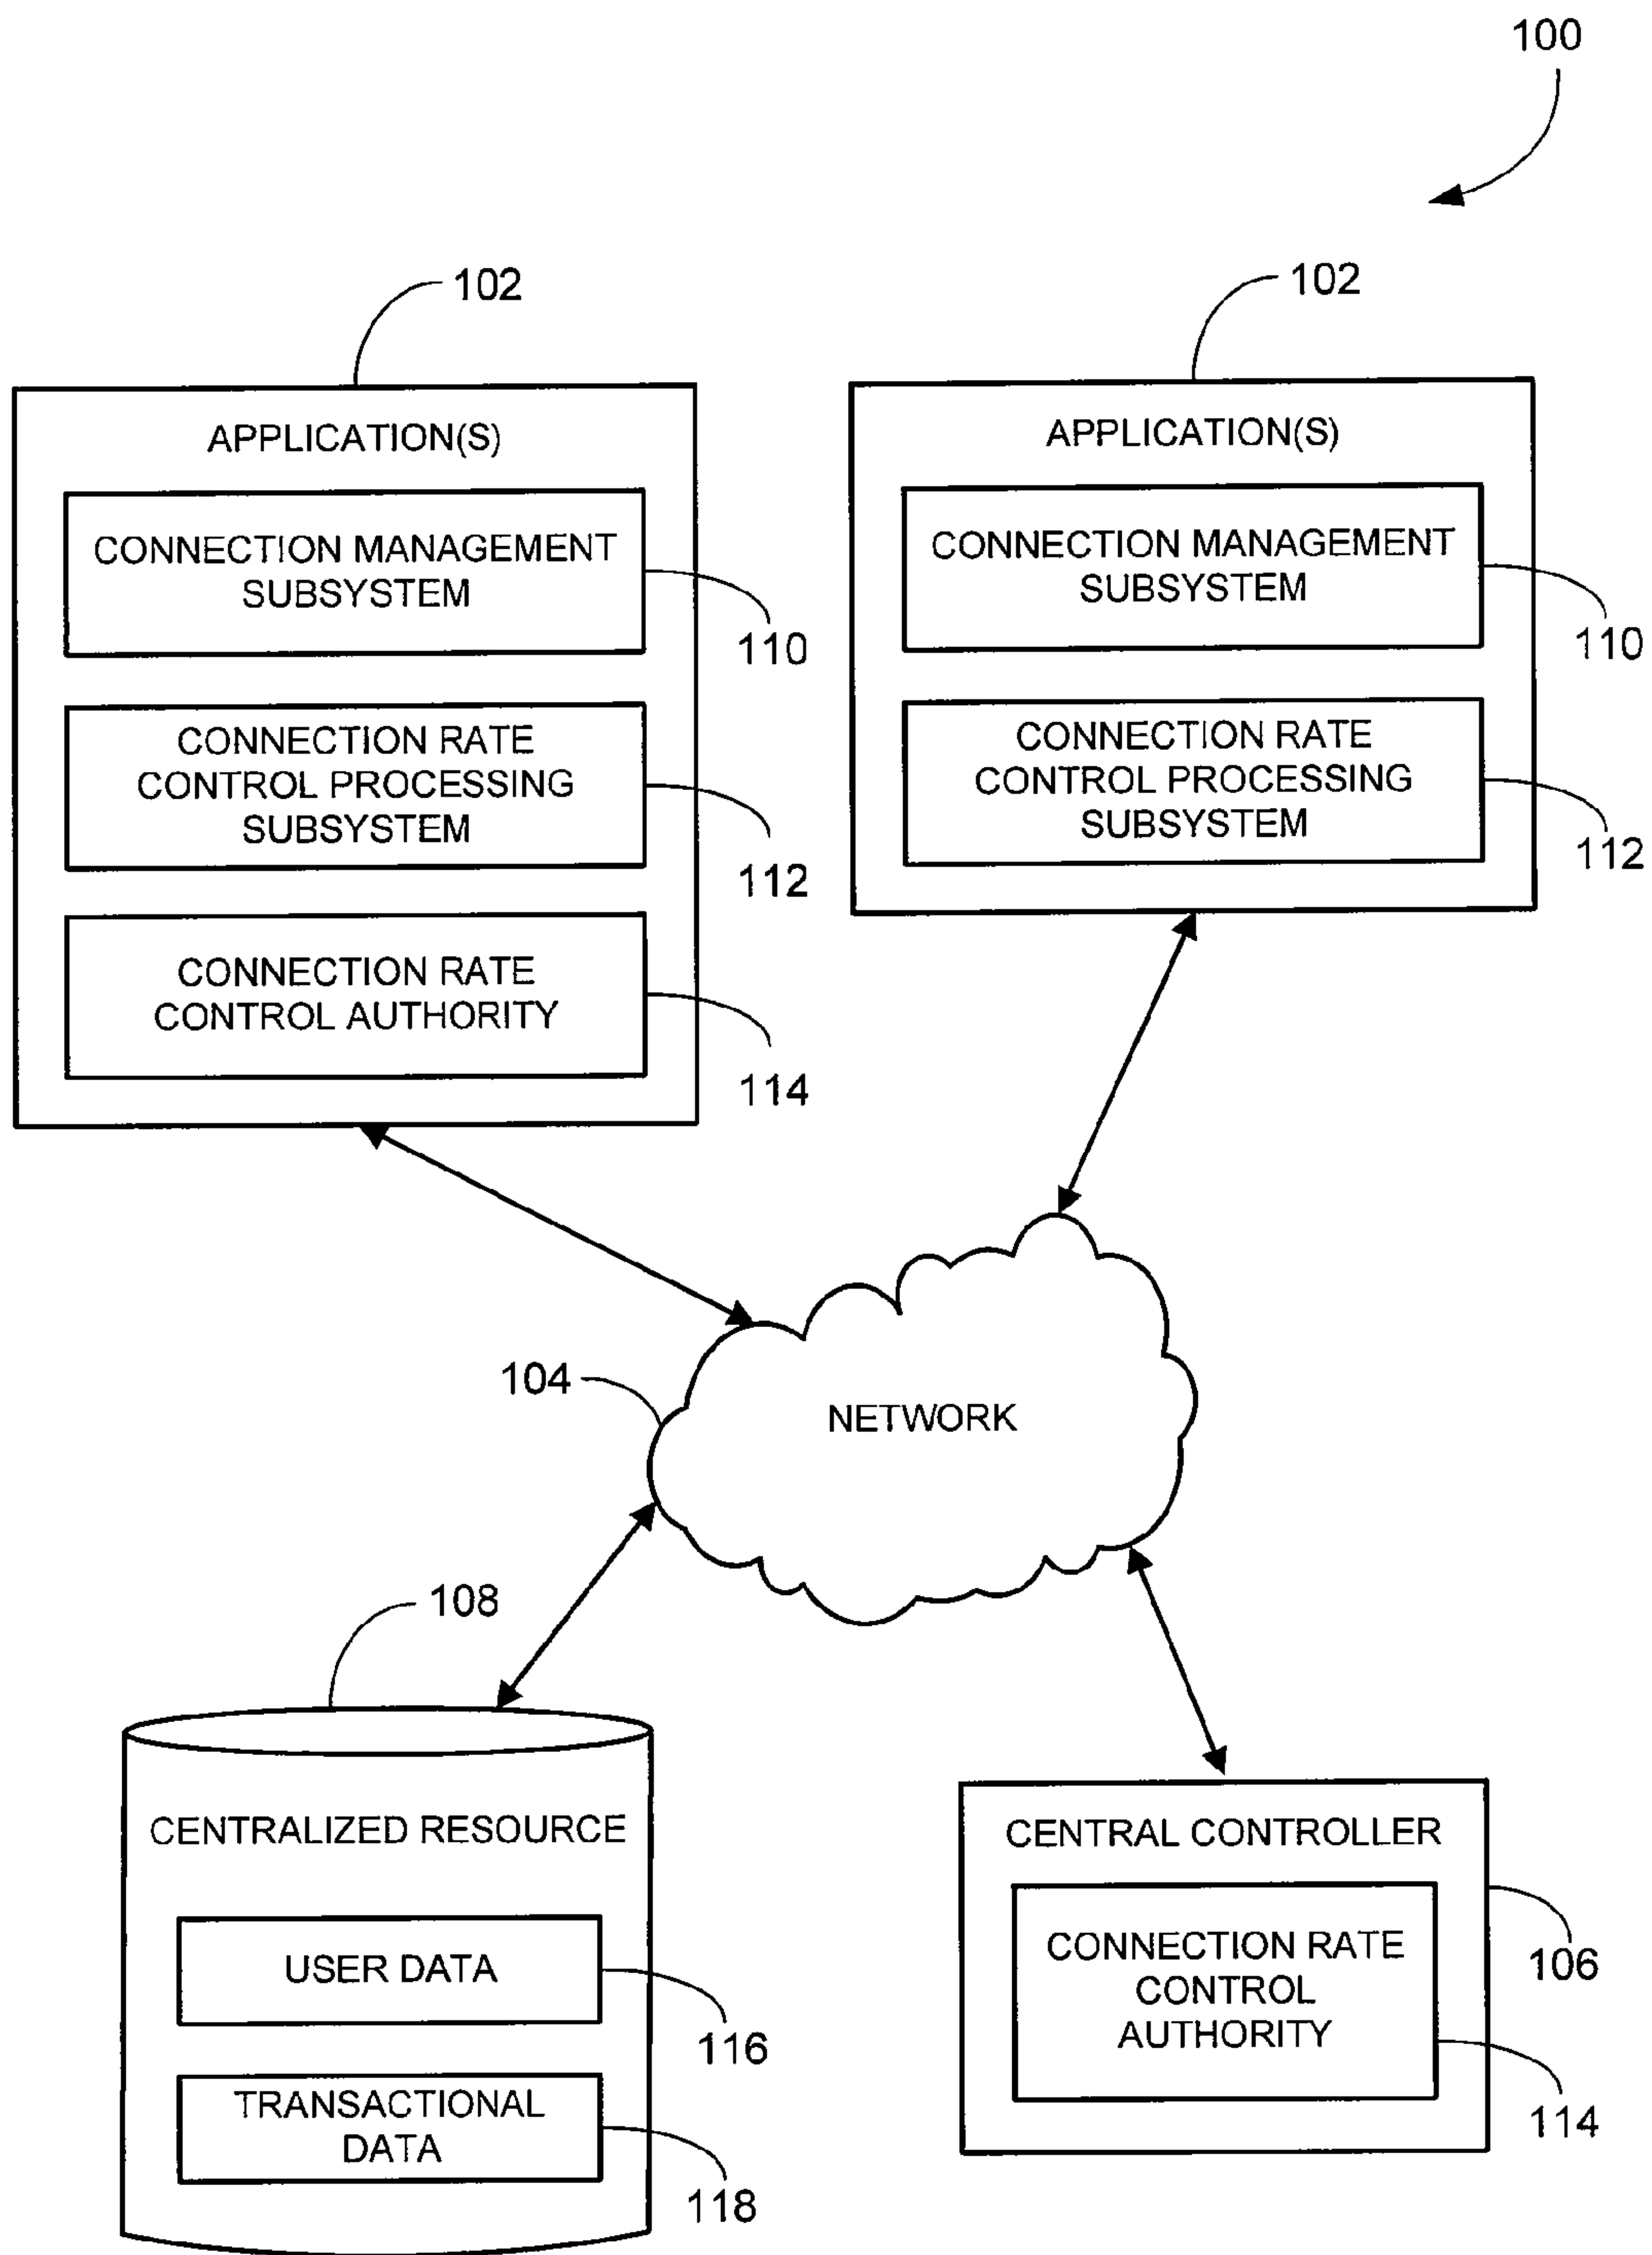 100
102
102
APPLICATION(S)
CONNECTION MANAGEMENT
SUBSYSTEM
110
CONNECTION RATE
CONTROL PROCESSING
SUBSYSTEM
112
CONNECTION RATE
CONTROL AUTHORITY
114
APPLICATION(S)
CONNECTION MANAGEMENT
SUBSYSTEM
110
CONNECTION RATE
CONTROL PROCESSING
SUBSYSTEM
112
104
NETWORK
108
CENTRALIZED RESOURCE
USER DATA
116
TRANSACTIONAL
DATA
118
CENTRAL CONTROLLER
106
CONNECTION RATE
CONTROL
AUTHORITY
114